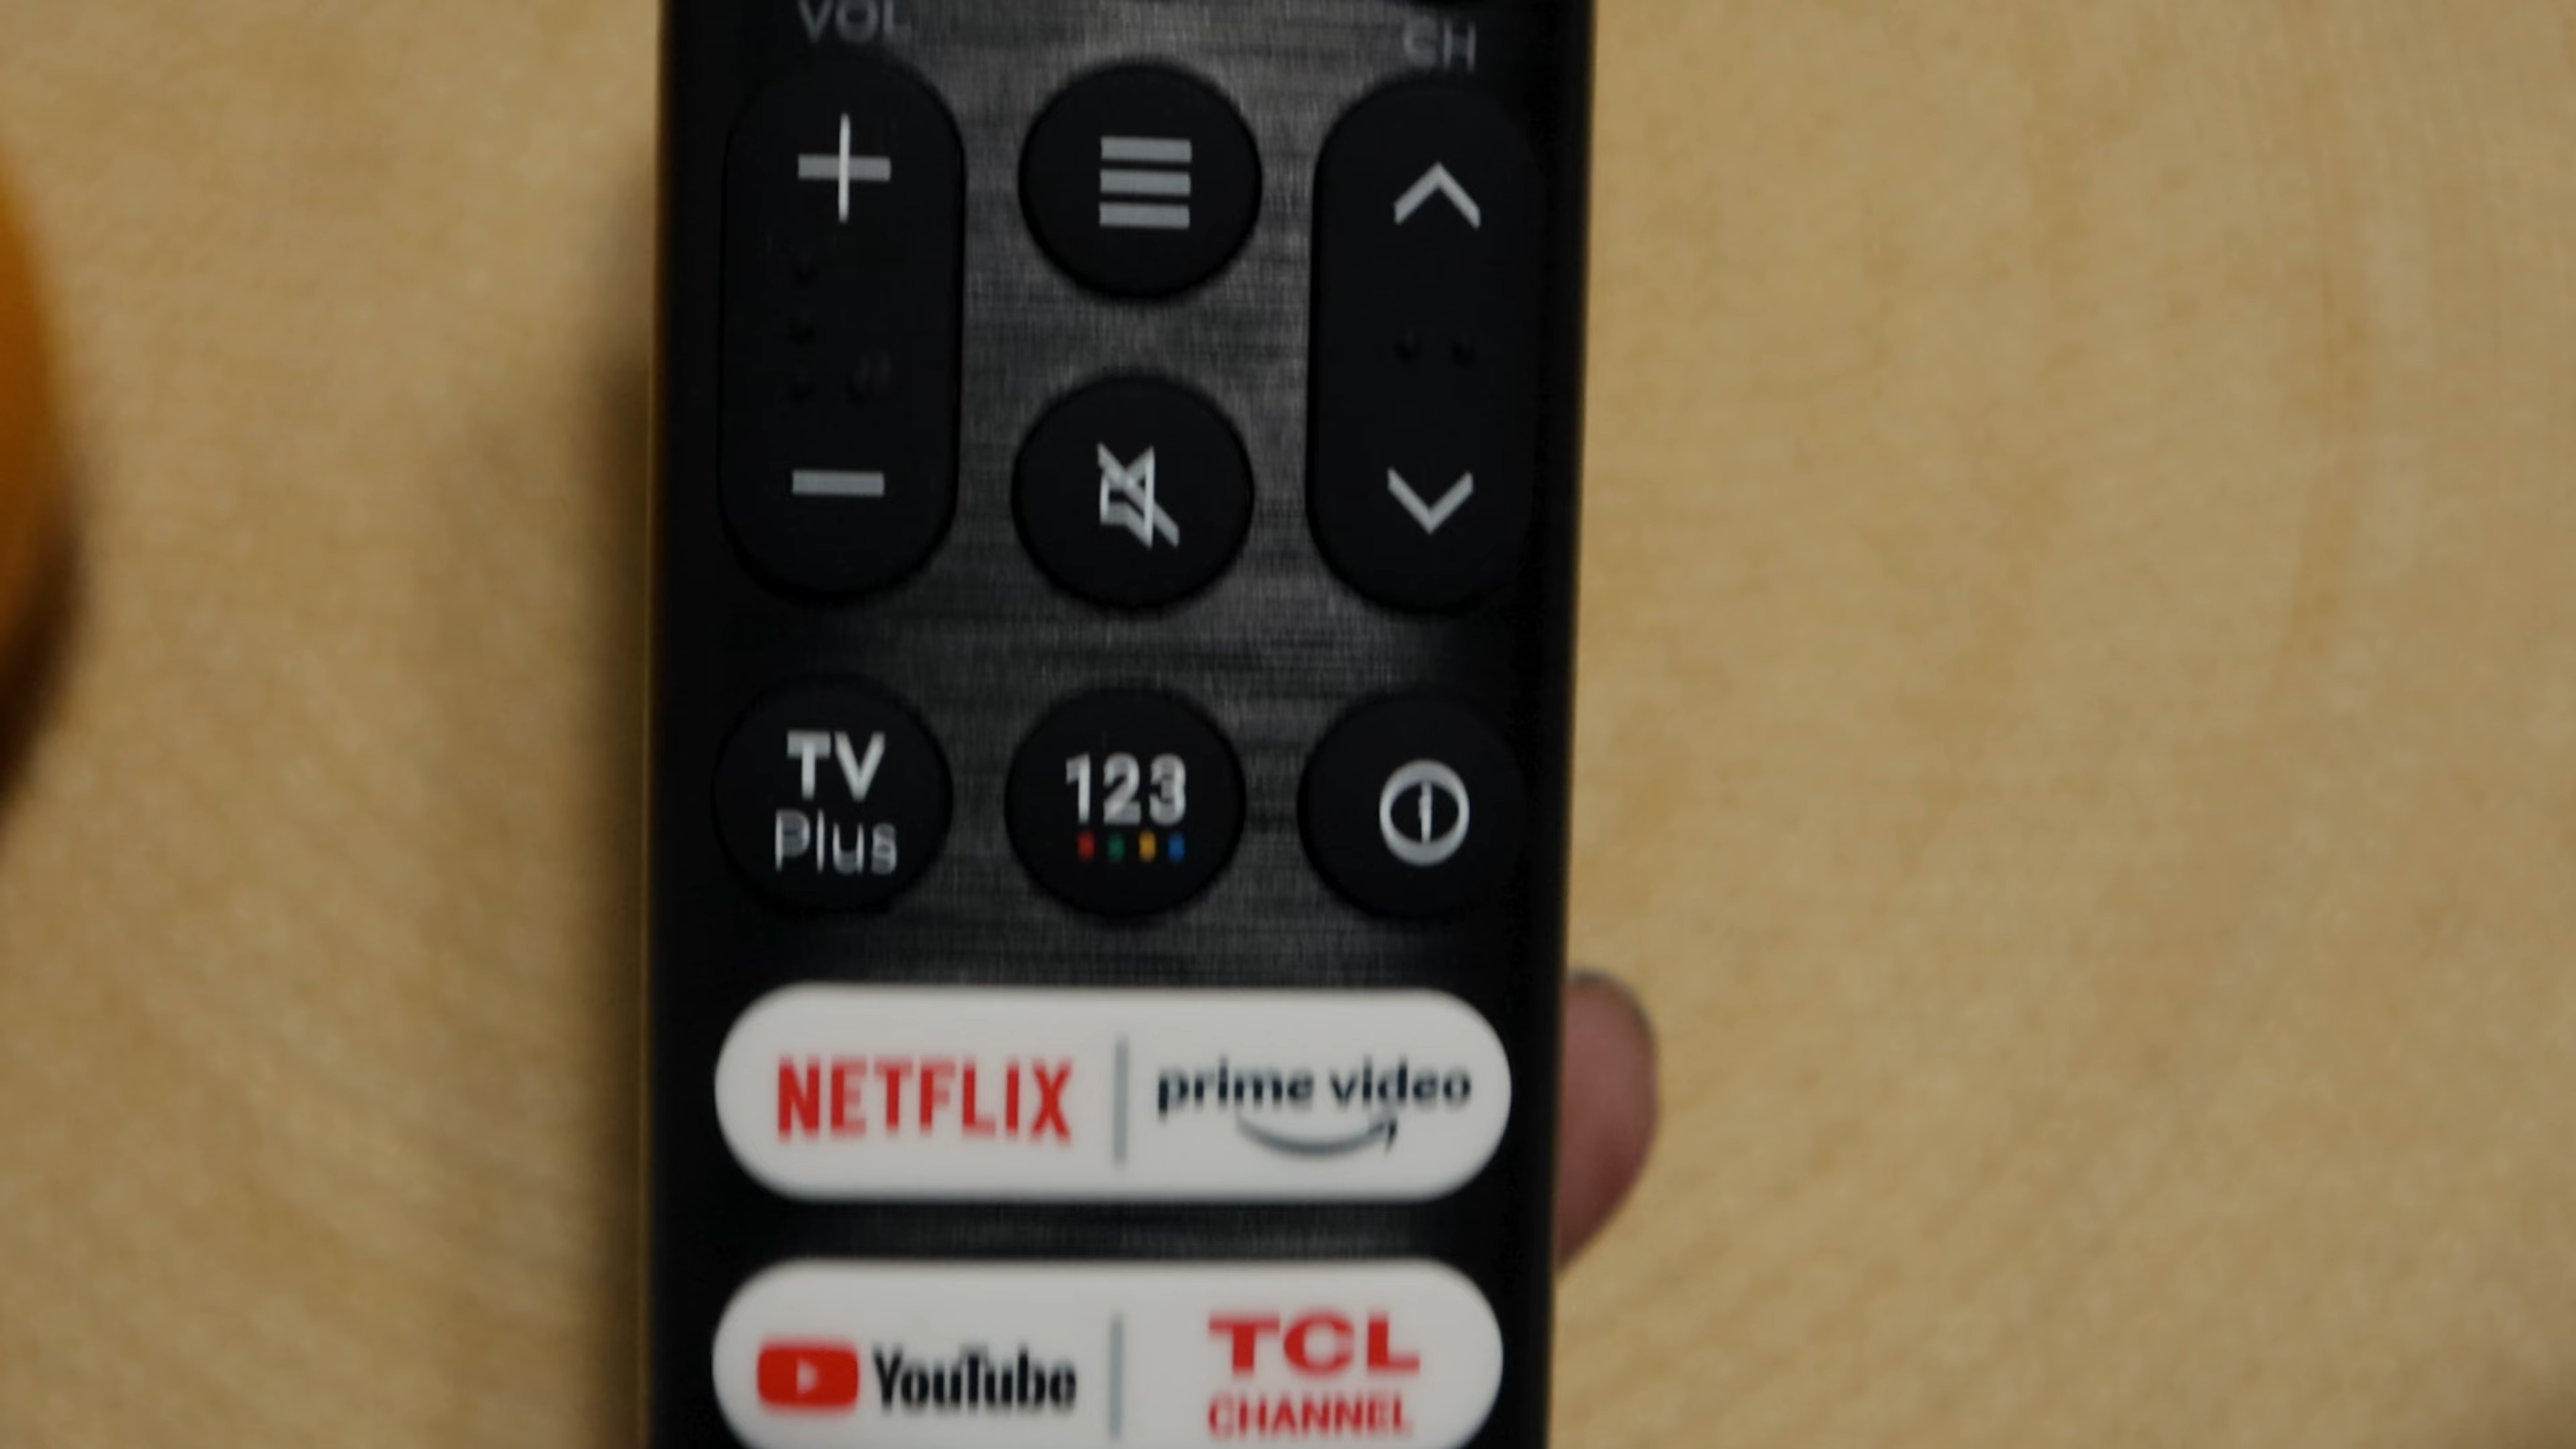 VOL
CH
TV
Plus
123
NETFLIX
prime video
YouTube
TCL
CHANNEL